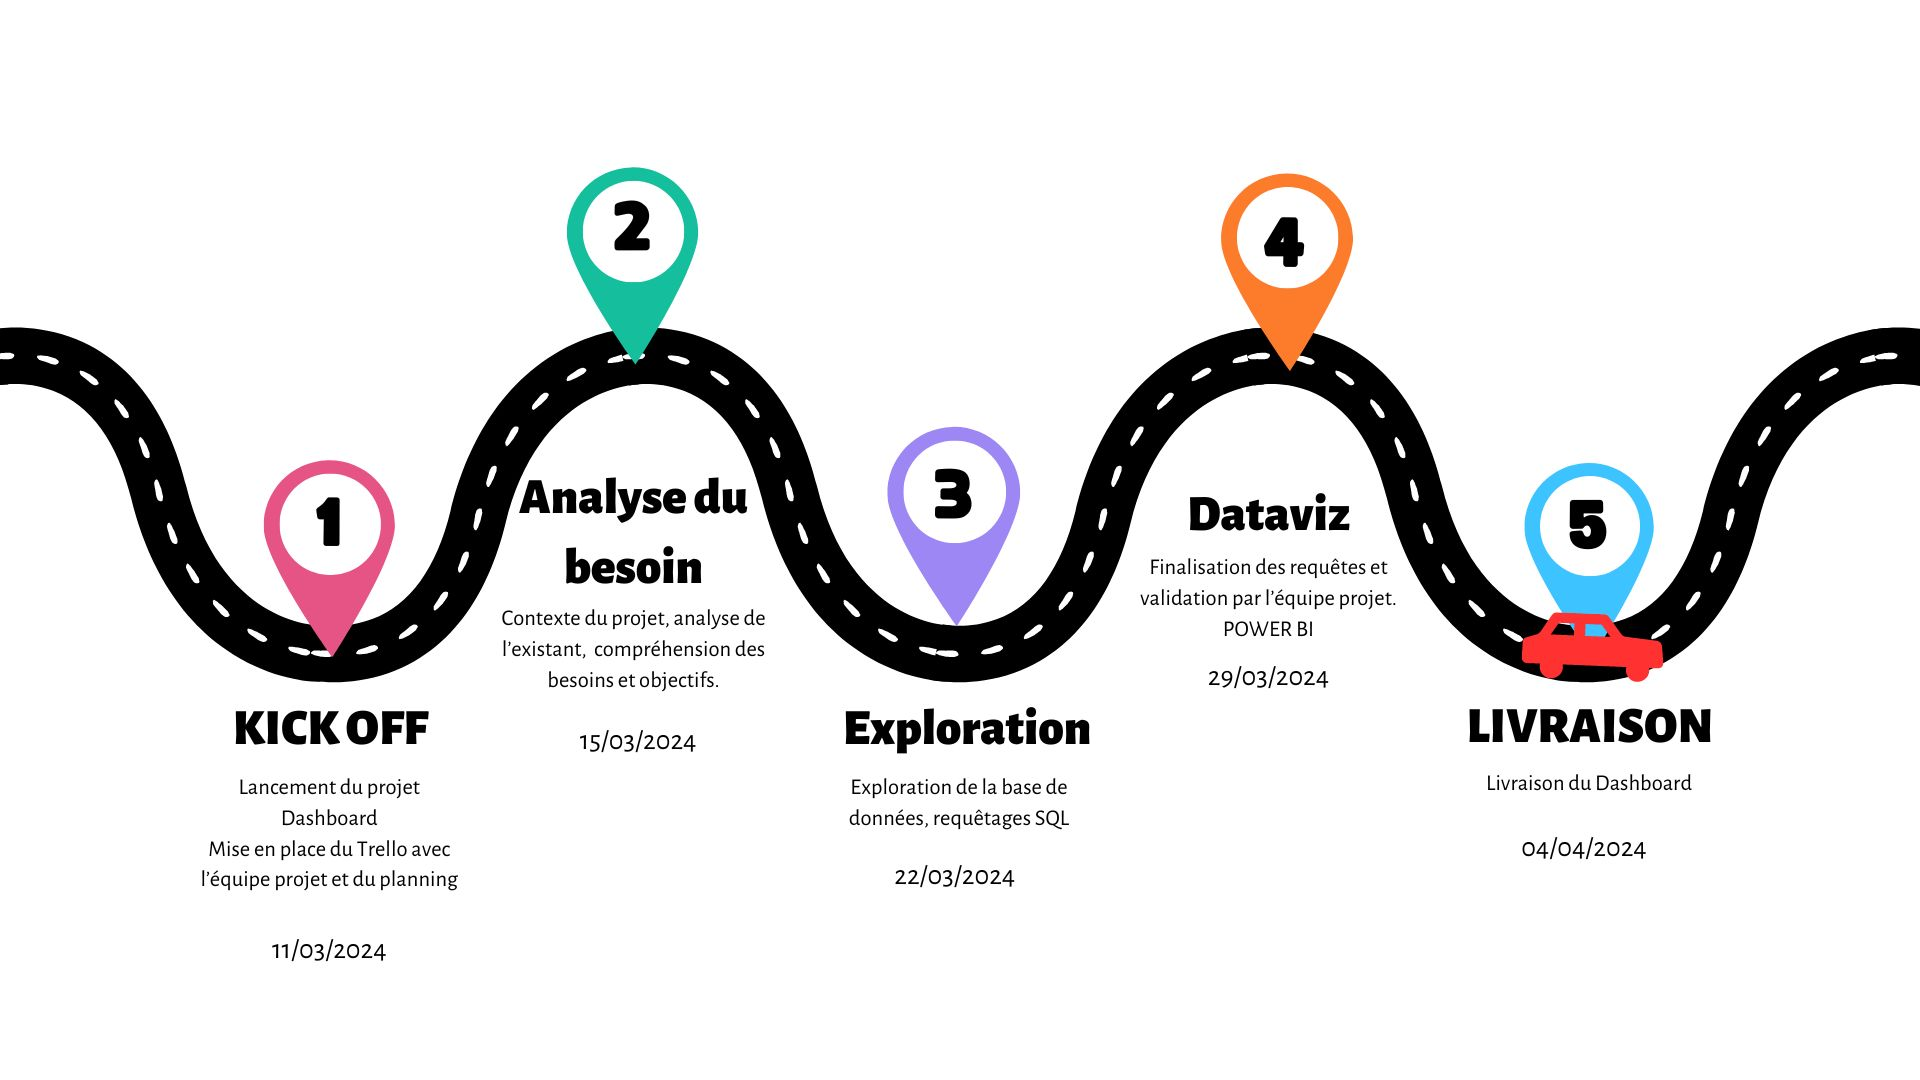 1
KICK OFF
Lancement du projet
Dashboard
Mise en place du Trello avec
l'équipe projet et du planning
11/03/2024
2
Analyse du
besoin
Contexte du projet, analyse de
l'existant,  compréhension des
besoins et objectifs.
15/03/2024
3
Exploration
Exploration de la base de
données, requêtages SQL
22/03/2024
4
Dataviz
Finalisation des requêtes et
validation par l'équipe projet.
POWER BI
29/03/2024
5
LIVRAISON
Livraison du Dashboard
04/04/2024